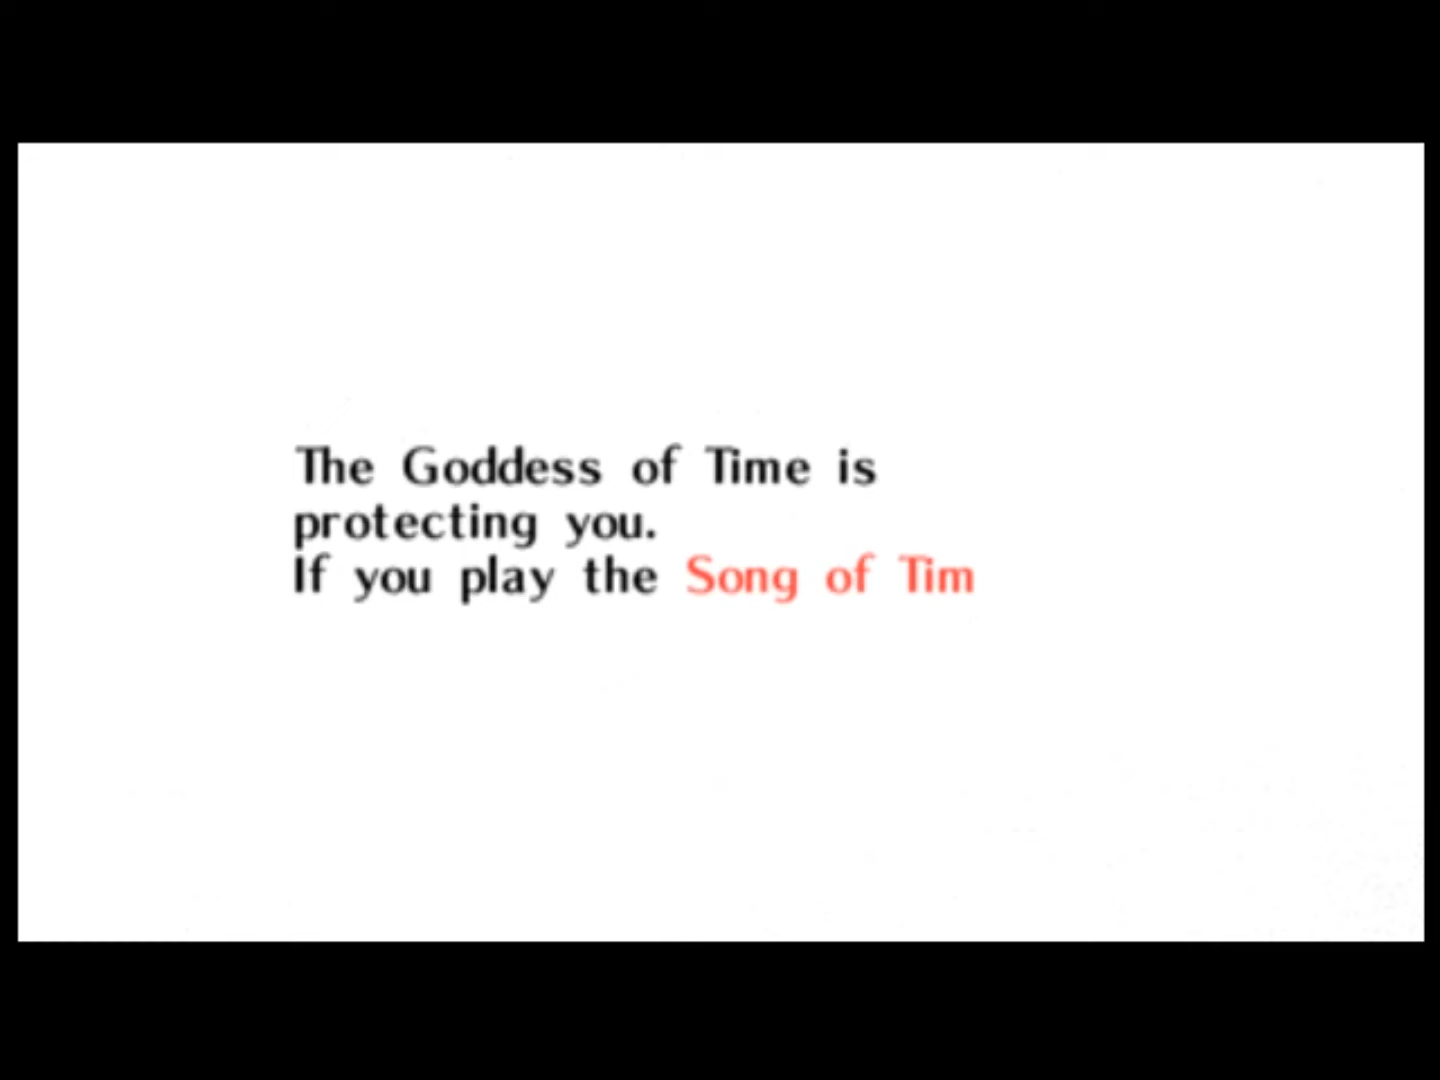 The Goddess of Time is
protecting you.
If you play the Song of Tim